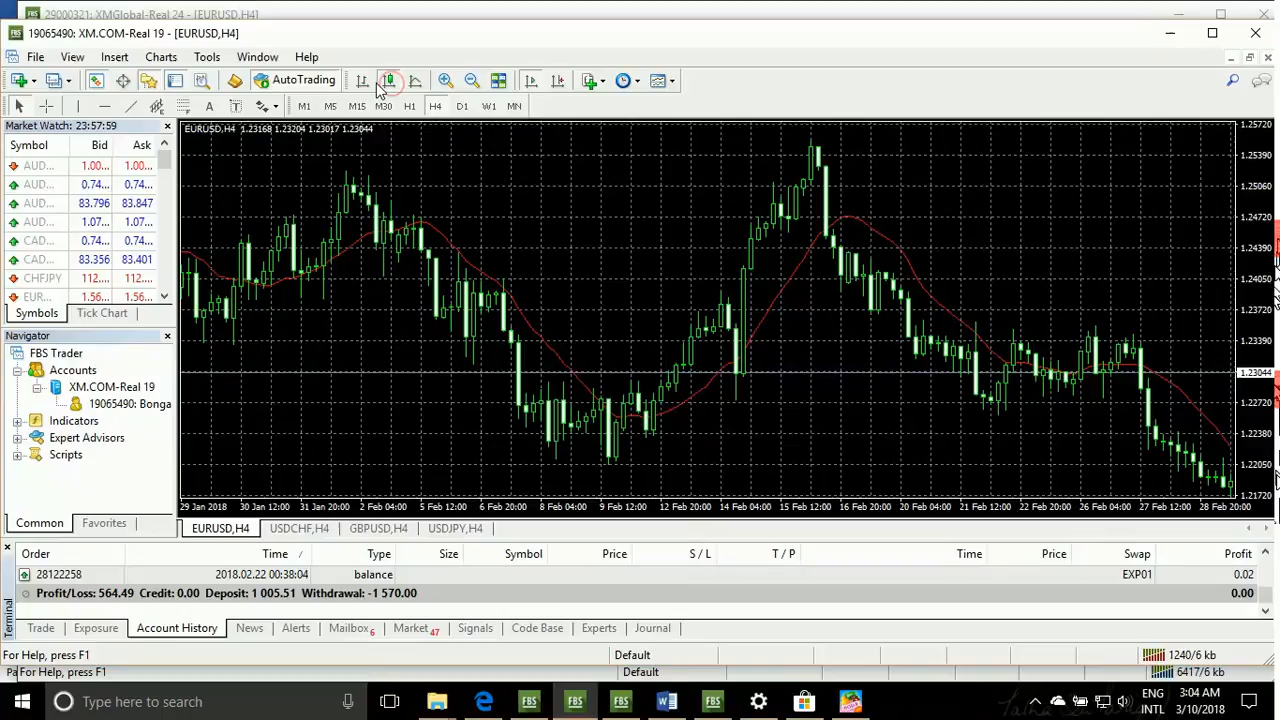 29000321: XMGlobal-Real 24 - [EURUSD,H4]
19065490: XM.COM-Real 19 - [EURUSD,H4]
File View Insert Charts Tools Window Help
AutoTrading
A T M1 M5 M15 M30 H1 H4 D1 W1 MN
Market Watch: 23:57:59
Symbol Bid Ask
AUD... 1.00... 1.00...
AUD... 0.74... 0.74...
AUD... 83.796 83.847
AUD... 1.07... 1.07...
CAD... 0.74... 0.74...
CAD... 83.356 83.401
CHFJPY 112.... 112....
EUR... 1.56... 1.56...
Symbols Tick Chart
Navigator
FBS Trader
Accounts
XM.COM-Real 19
19065490: Bonga
Indicators
Expert Advisors
Scripts
Common Favorites
EURUSD,H4 1.23168 1.23204 1.23017 1.23044
1.25720
1.25390
1.25060
1.24720
1.24390
1.24050
1.23720
1.23390
1.23044
1.22720
1.22380
1.22050
1.21720
29 Jan 2018 30 Jan 12:00 31 Jan 20:00 2 Feb 04:00 5 Feb 12:00 6 Feb 20:00 8 Feb 04:00 9 Feb 12:00 12 Feb 20:00 14 Feb 04:00 15 Feb 12:00 16 Feb 20:00 20 Feb 04:00 21 Feb 12:00 22 Feb 20:00 26 Feb 04:00 27 Feb 12:00 28 Feb 20:00
EURUSD,H4 USDCHF,H4 GBPUSD,H4 USDJPY,H4
Order Time / Type Size Symbol Price S / L T / P Time Price Swap Profit
28122258 2018.02.22 00:38:04 balance EXP01 0.02
Profit/Loss: 564.49 Credit: 0.00 Deposit: 1 005.51 Withdrawal: -1 570.00 0.00
Terminal
Trade Exposure Account History News Alerts Mailbox 6 Market 47 Signals Code Base Experts Journal
For Help, press F1 Default 1240/6 kb
Pa For Help, press F1 Default 6417/6 kb
Type here to search
FBS FBS FBS FBS
ENG
INTL
3:04 AM
3/10/2018